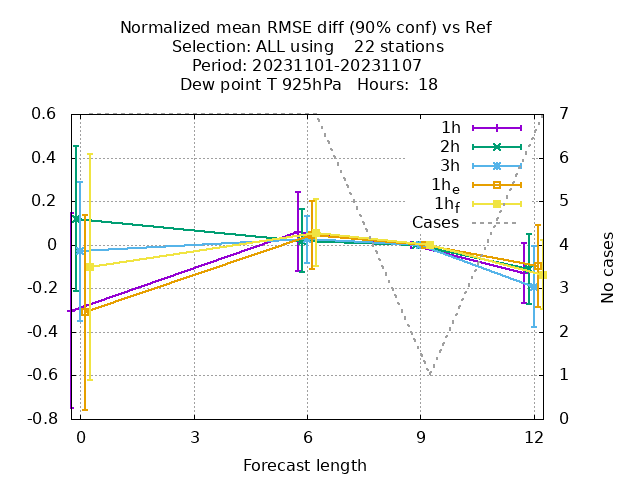 Normalized mean RMSE diff (90% conf) vs Ref
Selection: ALL using    22 stations
Period: 20231101-20231107
Dew point T 925hPa   Hours:  18
0.6
0.4
0.2
0
-0.2
-0.4
-0.6
-0.8
7
6
5
4
3
2
1
0
1h
2h
3h
1he
1hf
Cases
No cases
0
3
6
9
12
Forecast length